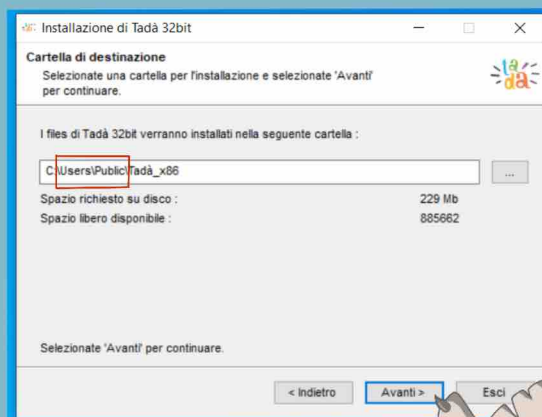 Installazione di Tadà 32bit
Cartella di destinazione
Selezionate una cartella per l'installazione e selezionate 'Avanti'
per continuare.
ta
da
I files di Tadà 32bit verranno installati nella seguente cartella :
C:\Users\Public\Tadà_x86
...
Spazio richiesto su disco : 229 Mb
Spazio libero disponibile : 885662
Selezionate 'Avanti' per continuare.
< Indietro Avanti > Esci